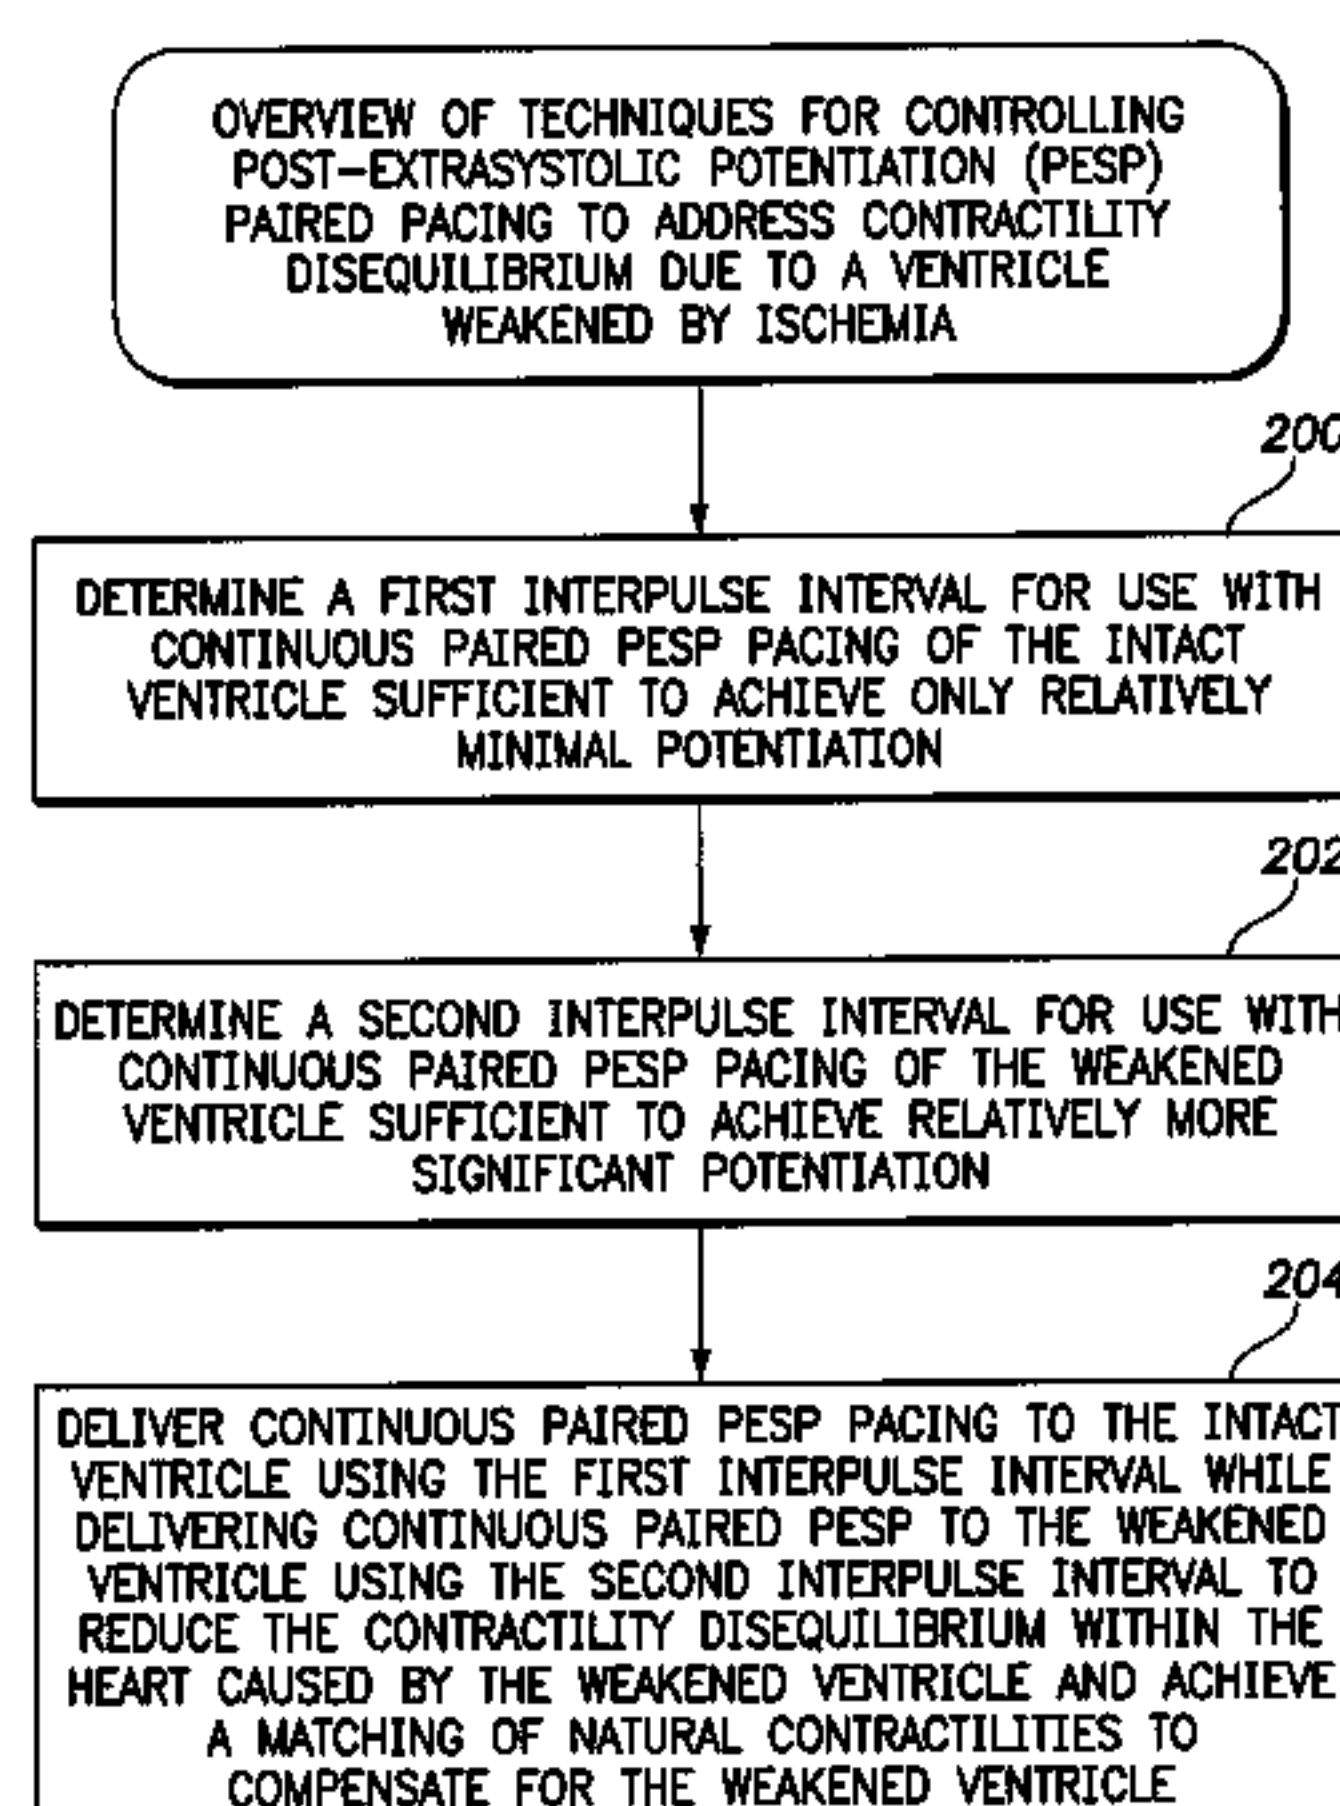 OVERVIEW OF TECHNIQUES FOR CONTROLLING
POST-EXTRASYSTOLIC POTENTIATION (PESP)
PAIRED PACING TO ADDRESS CONTRACTILITY
DISEQUILIBRIUM DUE TO A VENTRICLE
WEAKENED BY ISCHEMIA
200
DETERMINE A FIRST INTERPULSE INTERVAL FOR USE WITH
CONTINUOUS PAIRED PESP PACING OF THE INTACT
VENTRICLE SUFFICIENT TO ACHIEVE ONLY RELATIVELY
MINIMAL POTENTIATION
202
DETERMINE A SECOND INTERPULSE INTERVAL FOR USE WITH
CONTINUOUS PAIRED PESP PACING OF THE WEAKENED
VENTRICLE SUFFICIENT TO ACHIEVE RELATIVELY MORE
SIGNIFICANT POTENTIATION
204
DELIVER CONTINUOUS PAIRED PESP PACING TO THE INTACT
VENTRICLE USING THE FIRST INTERPULSE INTERVAL WHILE
DELIVERING CONTINUOUS PAIRED PESP TO THE WEAKENED
VENTRICLE USING THE SECOND INTERPULSE INTERVAL TO
REDUCE THE CONTRACTILITY DISEQUILIBRIUM WITHIN THE
HEART CAUSED BY THE WEAKENED VENTRICLE AND ACHIEVE
A MATCHING OF NATURAL CONTRACTILITIES TO
COMPENSATE FOR THE WEAKENED VENTRICLE